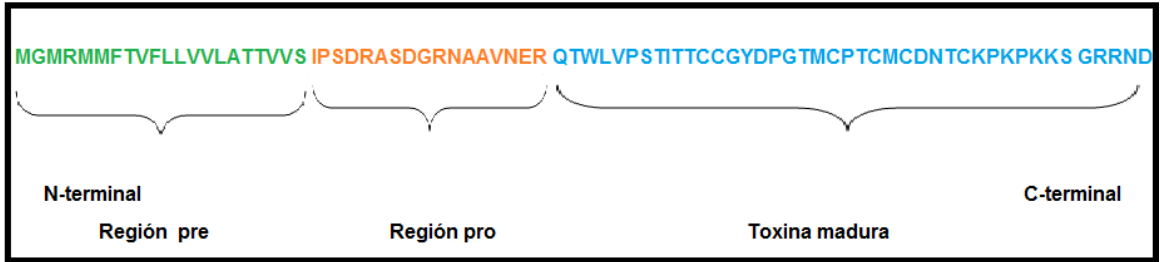 MGMRMMFTVFLLVVLATTVVS IPSDRASDGRNAAVNER QTWLVPSTITTCCGYDPGTMCPTCMCDNTCKPKPKKS GRRND
N-terminal C-terminal
Región pre Región pro Toxina madura